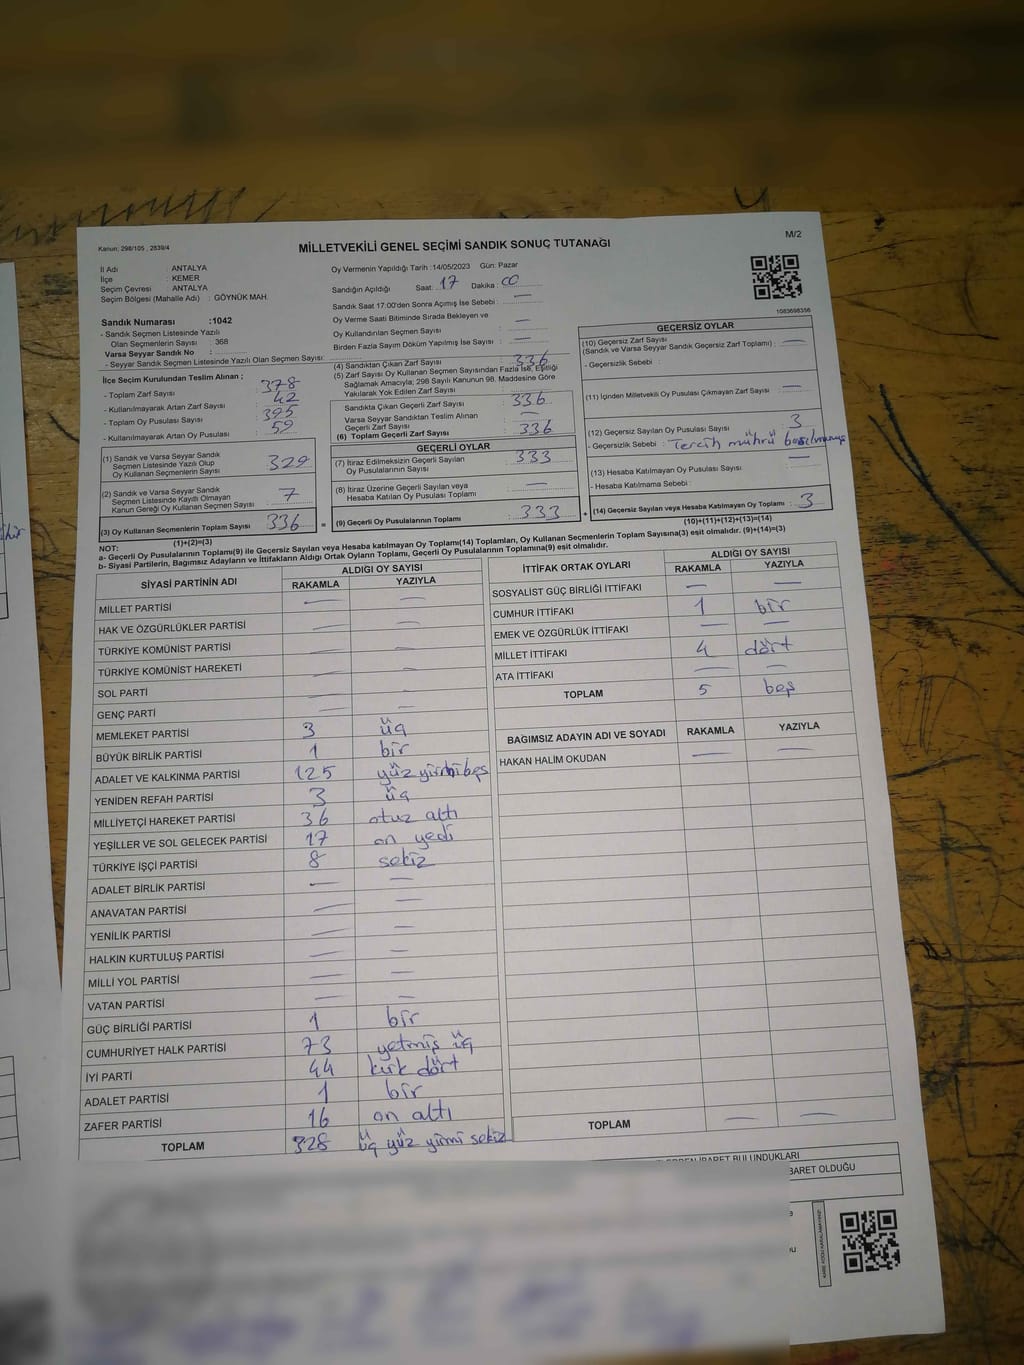 Kanun; 298/105 , 2839/4
MİLLETVEKİLİ GENEL SEÇİMİ SANDIK SONUÇ TUTANAĞI
M/2
İl Adı : ANTALYA
İlçe : KEMER
Seçim Çevresi : ANTALYA
Seçim Bölgesi (Mahalle Adı) : GÖYNÜK MAH.
Oy Vermenin Yapıldığı Tarih :14/05/2023 Gün: Pazar
Sandığın Açıldığı Saat: 17 Dakika : 00
Sandık Saat 17:00'den Sonra Açımış İse Sebebi : —
Oy Verme Saati Bitiminde Sırada Bekleyen ve
Oy Kullandırılan Seçmen Sayısı : —
Birden Fazla Sayım Döküm Yapılmış İse Sayısı : —
1083698356
Sandık Numarası :1042
- Sandık Seçmen Listesinde Yazılı
Olan Seçmenlerin Sayısı : 368
Varsa Seyyar Sandık No :
- Seyyar Sandık Seçmen Listesinde Yazılı Olan Seçmen Sayısı:
İlçe Seçim Kurulundan Teslim Alınan ;
- Toplam Zarf Sayısı : 378
- Kullanılmayarak Artan Zarf Sayısı : 42
- Toplam Oy Pusulası Sayısı : 395
- Kullanılmayarak Artan Oy Pusulası : 59
(1) Sandık ve Varsa Seyyar Sandık
Seçmen Listesinde Yazılı Olup
Oy Kullanan Seçmenlerin Sayısı : 329
(2) Sandık ve Varsa Seyyar Sandık
Seçmen Listesinde Kayıtlı Olmayan
Kanun Gereği Oy Kullanan Seçmen Sayısı : 7
(3) Oy Kullanan Seçmenlerin Toplam Sayısı : 336 =
(1)+(2)=(3)
(4) Sandıktan Çıkan Zarf Sayısı : 336
(5) Zarf Sayısı Oy Kullanan Seçmen Sayısından Fazla İse, Eşitliği
Sağlamak Amacıyla; 298 Sayılı Kanunun 98. Maddesine Göre
Yakılarak Yok Edilen Zarf Sayısı :
Sandıkta Çıkan Geçerli Zarf Sayısı : 336
Varsa Seyyar Sandıktan Teslim Alınan
Geçerli Zarf Sayısı : —
(6) Toplam Geçerli Zarf Sayısı : 336
GEÇERLİ OYLAR
(7) İtiraz Edilmeksizin Geçerli Sayılan
Oy Pusulalarının Sayısı : 333
(8) İtiraz Üzerine Geçerli Sayılan veya
Hesaba Katılan Oy Pusulası Toplamı : —
(9) Geçerli Oy Pusulalarının Toplamı : 333 +
GEÇERSİZ OYLAR
(10) Geçersiz Zarf Sayısı
(Sandık ve Varsa Seyyar Sandık Geçersiz Zarf Toplamı) : —
- Geçersizlik Sebebi :
(11) İçinden Milletvekili Oy Pusulası Çıkmayan Zarf Sayısı : —
(12) Geçersiz Sayılan Oy Pusulası Sayısı : 3
- Geçersizlik Sebebi : Tercih mührü basılmamış
(13) Hesaba Katılmayan Oy Pusulası Sayısı : —
- Hesaba Katılmama Sebebi :
(14) Geçersiz Sayılan veya Hesaba Katılmayan Oy Toplamı : 3
(10)+(11)+(12)+(13)=(14)
NOT:
a- Geçerli Oy Pusulalarının Toplamı(9) ile Geçersiz Sayılan veya Hesaba katılmayan Oy Toplamı(14) Toplamları, Oy Kullanan Seçmenlerin Toplam Sayısına(3) eşit olmalıdır. (9)+(14)=(3)
b- Siyasi Partilerin, Bağımsız Adayların ve İttifakların Aldığı Ortak Oyların Toplamı, Geçerli Oy Pusulalarının Toplamına(9) eşit olmalıdır.
SİYASİ PARTİNİN ADI ALDIĞI OY SAYISI
RAKAMLA YAZIYLA
MİLLET PARTİSİ — —
HAK VE ÖZGÜRLÜKLER PARTİSİ — —
TÜRKİYE KOMÜNİST PARTİSİ — —
TÜRKİYE KOMÜNİST HAREKETİ — —
SOL PARTİ — —
GENÇ PARTİ — —
MEMLEKET PARTİSİ 3 üç
BÜYÜK BİRLİK PARTİSİ 1 bir
ADALET VE KALKINMA PARTİSİ 125 yüz yirmi beş
YENİDEN REFAH PARTİSİ 3 üç
MİLLİYETÇİ HAREKET PARTİSİ 36 otuz altı
YEŞİLLER VE SOL GELECEK PARTİSİ 17 on yedi
TÜRKİYE İŞÇİ PARTİSİ 8 sekiz
ADALET BİRLİK PARTİSİ — —
ANAVATAN PARTİSİ — —
YENİLİK PARTİSİ — —
HALKIN KURTULUŞ PARTİSİ — —
MİLLİ YOL PARTİSİ — —
VATAN PARTİSİ — —
GÜÇ BİRLİĞİ PARTİSİ 1 bir
CUMHURİYET HALK PARTİSİ 73 yetmiş üç
İYİ PARTİ 44 kırk dört
ADALET PARTİSİ 1 bir
ZAFER PARTİSİ 16 on altı
TOPLAM 328 üç yüz yirmi sekiz
İTTİFAK ORTAK OYLARI ALDIĞI OY SAYISI
RAKAMLA YAZIYLA
SOSYALİST GÜÇ BİRLİĞİ İTTİFAKI — —
CUMHUR İTTİFAKI 1 bir
EMEK VE ÖZGÜRLÜK İTTİFAKI — —
MİLLET İTTİFAKI 4 dört
ATA İTTİFAKI — —
TOPLAM 5 beş
BAĞIMSIZ ADAYIN ADI VE SOYADI RAKAMLA YAZIYLA
HAKAN HALİM OKUDAN — —
TOPLAM — —
İBARET BULUNDUKLARI
BARET OLDUĞU